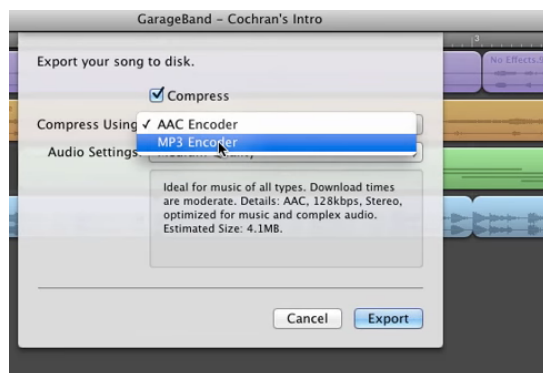 GarageBand – Cochran's Intro
3
Export your song to disk.
No Effects.5
Compress
Compress Using
AAC Encoder
MP3 Encoder
Audio Settings:
Ideal for music of all types. Download times
are moderate. Details: AAC, 128kbps, Stereo,
optimized for music and complex audio.
Estimated Size: 4.1MB.
Cancel
Export